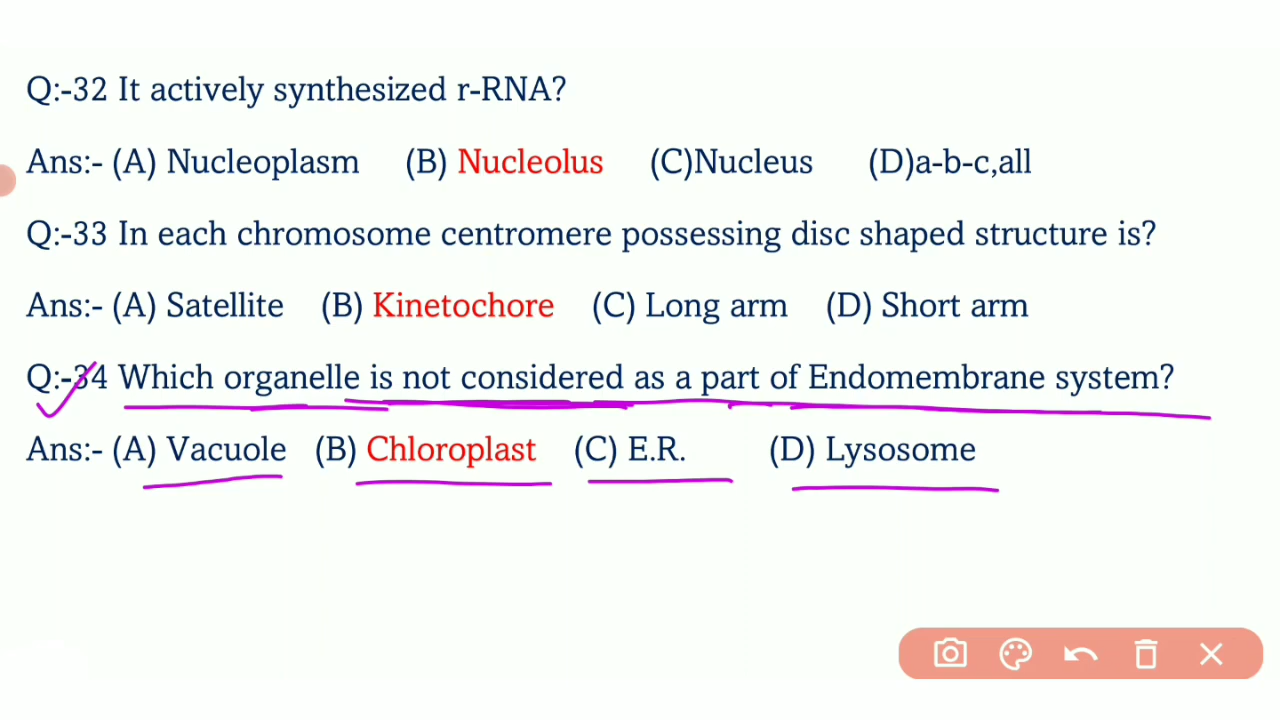 Q:-32 It actively synthesized r-RNA?
Ans:- (A) Nucleoplasm (B) Nucleolus (C)Nucleus (D)a-b-c,all
Q:-33 In each chromosome centromere possessing disc shaped structure is?
Ans:- (A) Satellite (B) Kinetochore (C) Long arm (D) Short arm
Q:-34 Which organelle is not considered as a part of Endomembrane system?
Ans:- (A) Vacuole (B) Chloroplast (C) E.R. (D) Lysosome